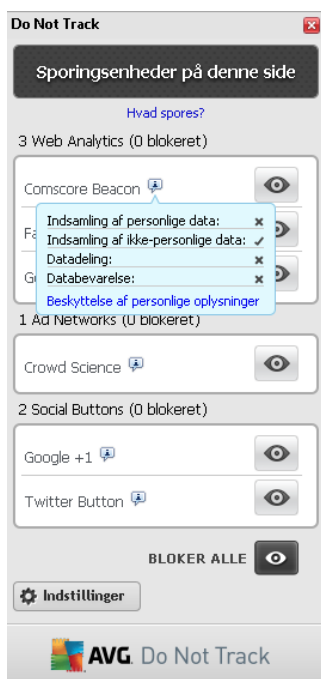 Do Not Track
Sporingsenheder på denne side
Hvad spores?
3 Web Analytics (0 blokeret)
Comscore Beacon
Indsamling af personlige data:
Indsamling af ikke-personlige data:
Datadeling:
Databevarelse:
Beskyttelse af personlige oplysninger
1 Ad Networks (0 blokeret)
Crowd Science
2 Social Buttons (0 blokeret)
Google +1
Twitter Button
BLOKER ALLE
Indstillinger
AVG. Do Not Track